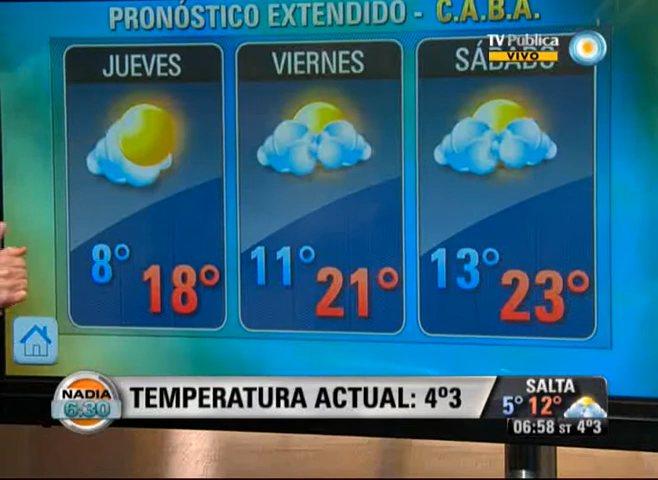 PRONÓSTICO EXTENDIDO - C.A.B.A.
TV Pública
VIVO
JUEVES
VIERNES
SÁBADO
8° 18°
11° 21°
13° 23°
NADIA
6:30
TEMPERATURA ACTUAL: 4º3
SALTA
5° 12°
06:58 ST 4º3